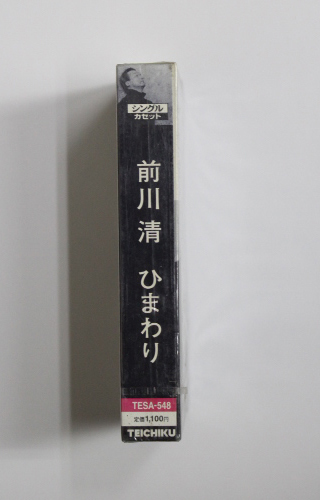 シングル
カセット
前川清 ひまわり
TESA-548
定価1,100円
TEICHIKU